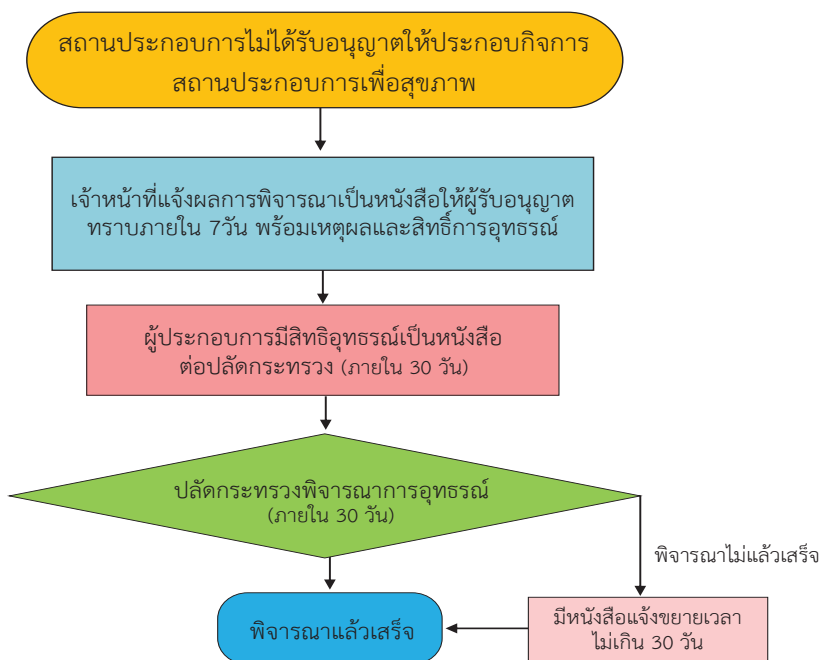 สถานประกอบการไม่ได้รับอนุญาตให้ประกอบกิจการ
สถานประกอบการเพื่อสุขภาพ
เจ้าหน้าที่แจ้งผลการพิจารณาเป็นหนังสือให้ผู้รับอนุญาต
ทราบภายใน 7วัน พร้อมเหตุผลและสิทธิ์การอุทธรณ์
ผู้ประกอบการมีสิทธิอุทธรณ์เป็นหนังสือ
ต่อปลัดกระทรวง (ภายใน 30 วัน)
ปลัดกระทรวงพิจารณาการอุทธรณ์
(ภายใน 30 วัน)
พิจารณาไม่แล้วเสร็จ
พิจารณาแล้วเสร็จ
มีหนังสือแจ้งขยายเวลา
ไม่เกิน 30 วัน